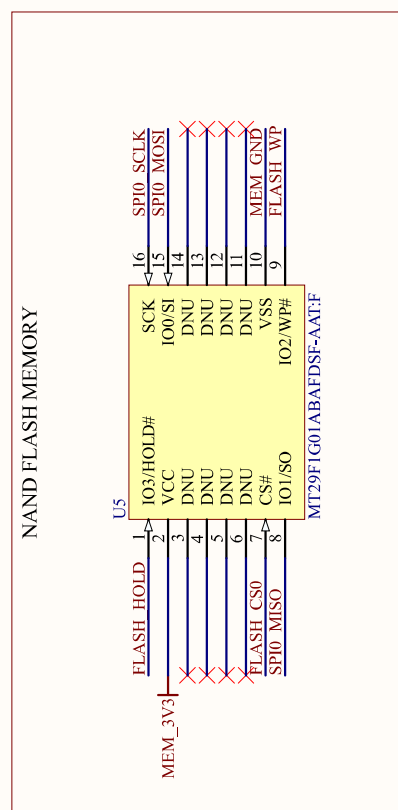 NAND FLASH MEMORY
U5
MT29F1G01ABAFDSF-AAT:F
FLASH_HOLD 1 IO3/HOLD#
MEM_3V3 2 VCC
3 DNU
4 DNU
5 DNU
6 DNU
FLASH_CS0 7 CS#
SPI0_MISO 8 IO1/SO
SCK 16 SPI0_SCLK
IO0/SI 15 SPI0_MOSI
DNU 14
DNU 13
DNU 12
DNU 11
VSS 10 MEM_GND
IO2/WP# 9 FLASH_WP